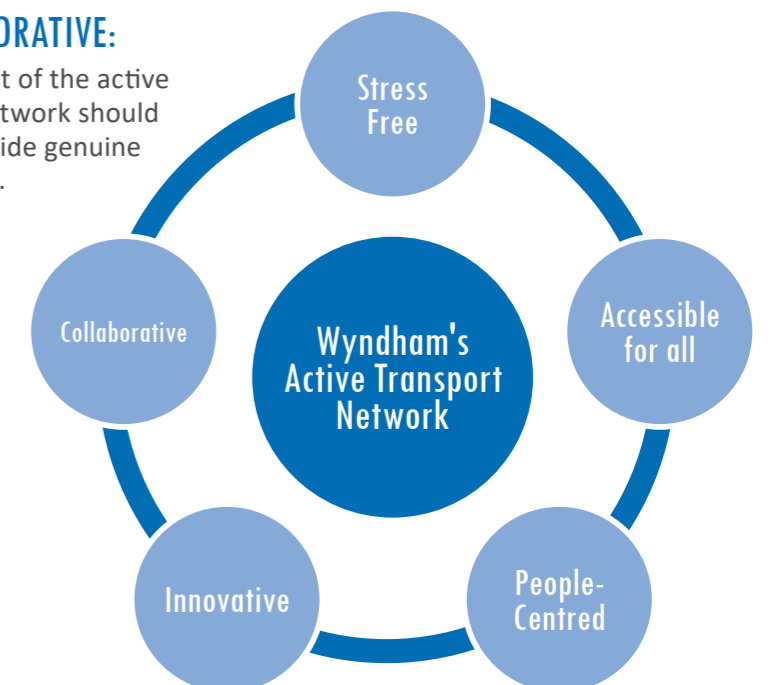 ORATIVE:
t of the active
twork should
ide genuine
.
Stress
Free
Accessible
for all
People-
Centred
Innovative
Collaborative
Wyndham's
Active Transport
Network